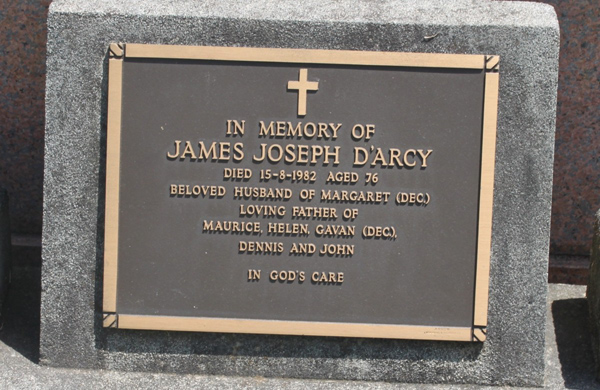 IN MEMORY OF
JAMES JOSEPH D'ARCY
DIED 15-8-1982 AGED 76
BELOVED HUSBAND OF MARGARET (DEC.)
LOVING FATHER OF
MAURICE, HELEN, GAVAN (DEC.),
DENNIS AND JOHN
IN GOD'S CARE